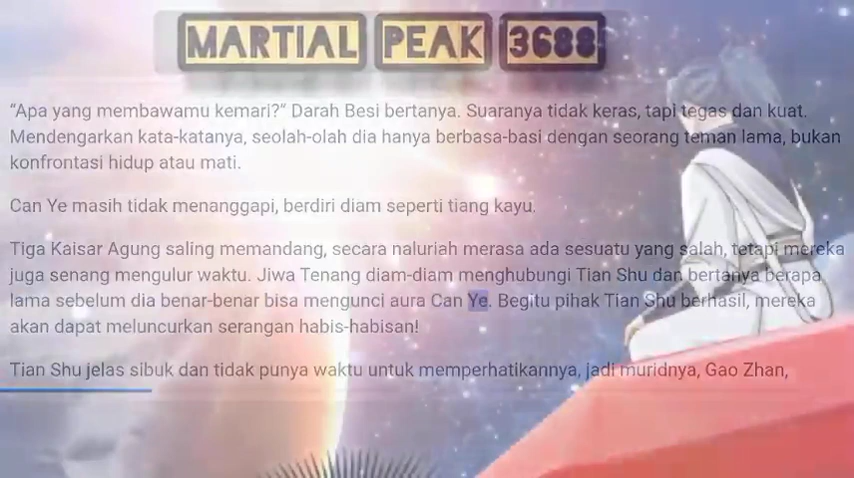 MARTIAL PEAK 3688
“Apa yang membawamu kemari?” Darah Besi bertanya. Suaranya tidak keras, tapi tegas dan kuat.
Mendengarkan kata-katanya, seolah-olah dia hanya berbasa-basi dengan seorang teman lama, bukan
konfrontasi hidup atau mati.
Can Ye masih tidak menanggapi, berdiri diam seperti tiang kayu.
Tiga Kaisar Agung saling memandang, secara naluriah merasa ada sesuatu yang salah, tetapi mereka
juga senang mengulur waktu. Jiwa Tenang diam-diam menghubungi Tian Shu dan bertanya berapa
lama sebelum dia benar-benar bisa mengunci aura Can Ye. Begitu pihak Tian Shu berhasil, mereka
akan dapat meluncurkan serangan habis-habisan!
Tian Shu jelas sibuk dan tidak punya waktu untuk memperhatikannya, jadi muridnya, Gao Zhan,